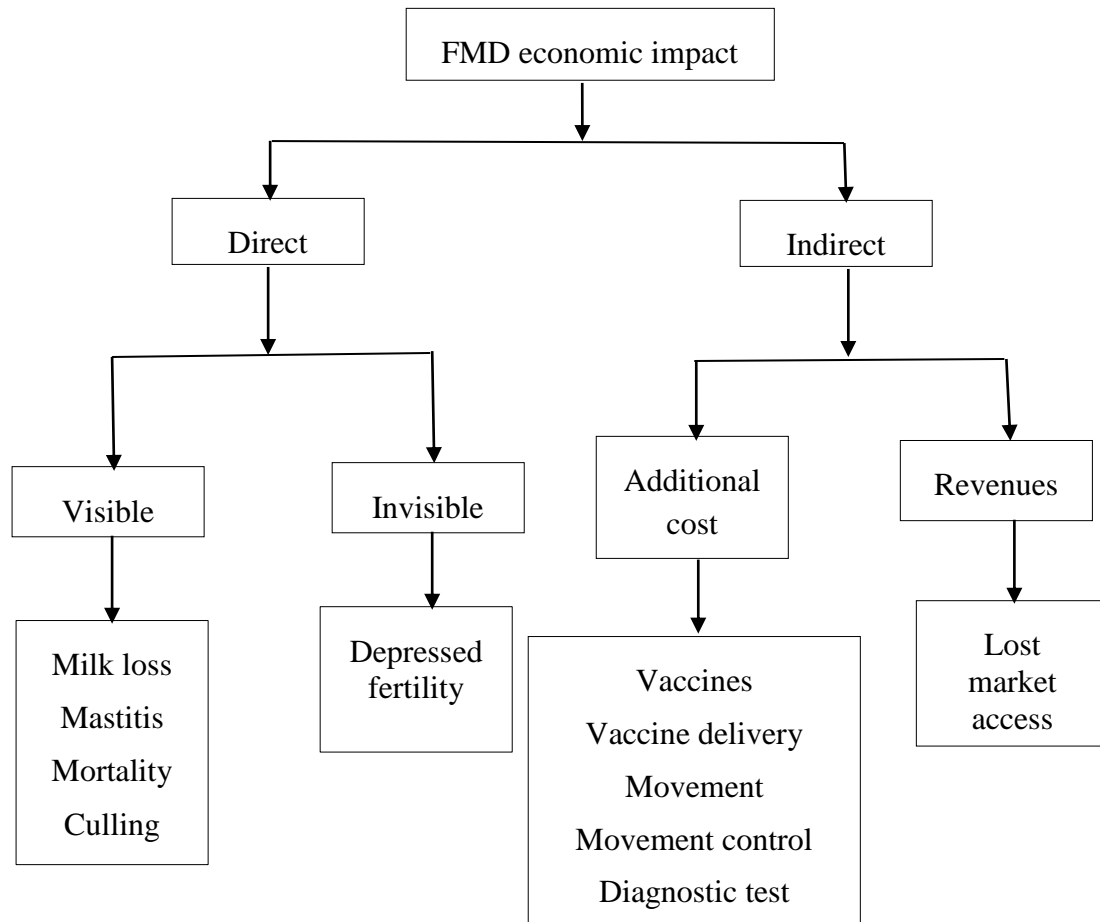 FMD economic impact
Direct
Indirect
Visible
Invisible
Additional
cost
Revenues
Milk loss
Mastitis
Mortality
Culling
Depressed
fertility
Vaccines
Vaccine delivery
Movement
Movement control
Diagnostic test
Lost
market
access